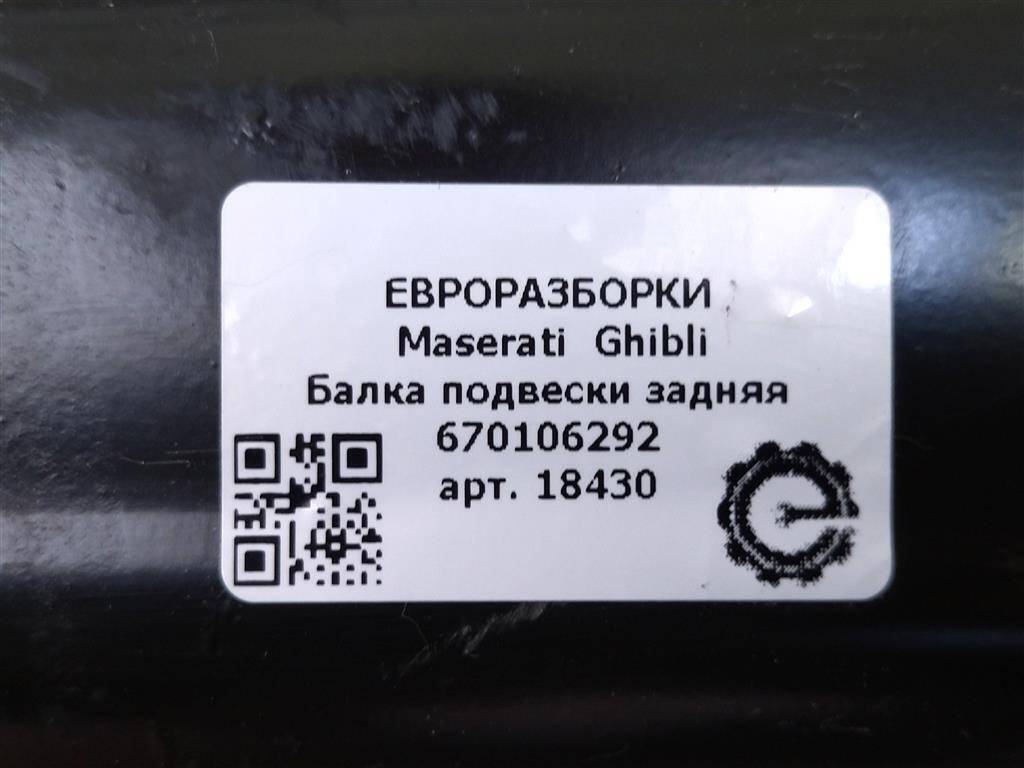 ЕВРОРАЗБОРКИ
Maserati Ghibli
Балка подвески задняя
670106292
арт. 18430